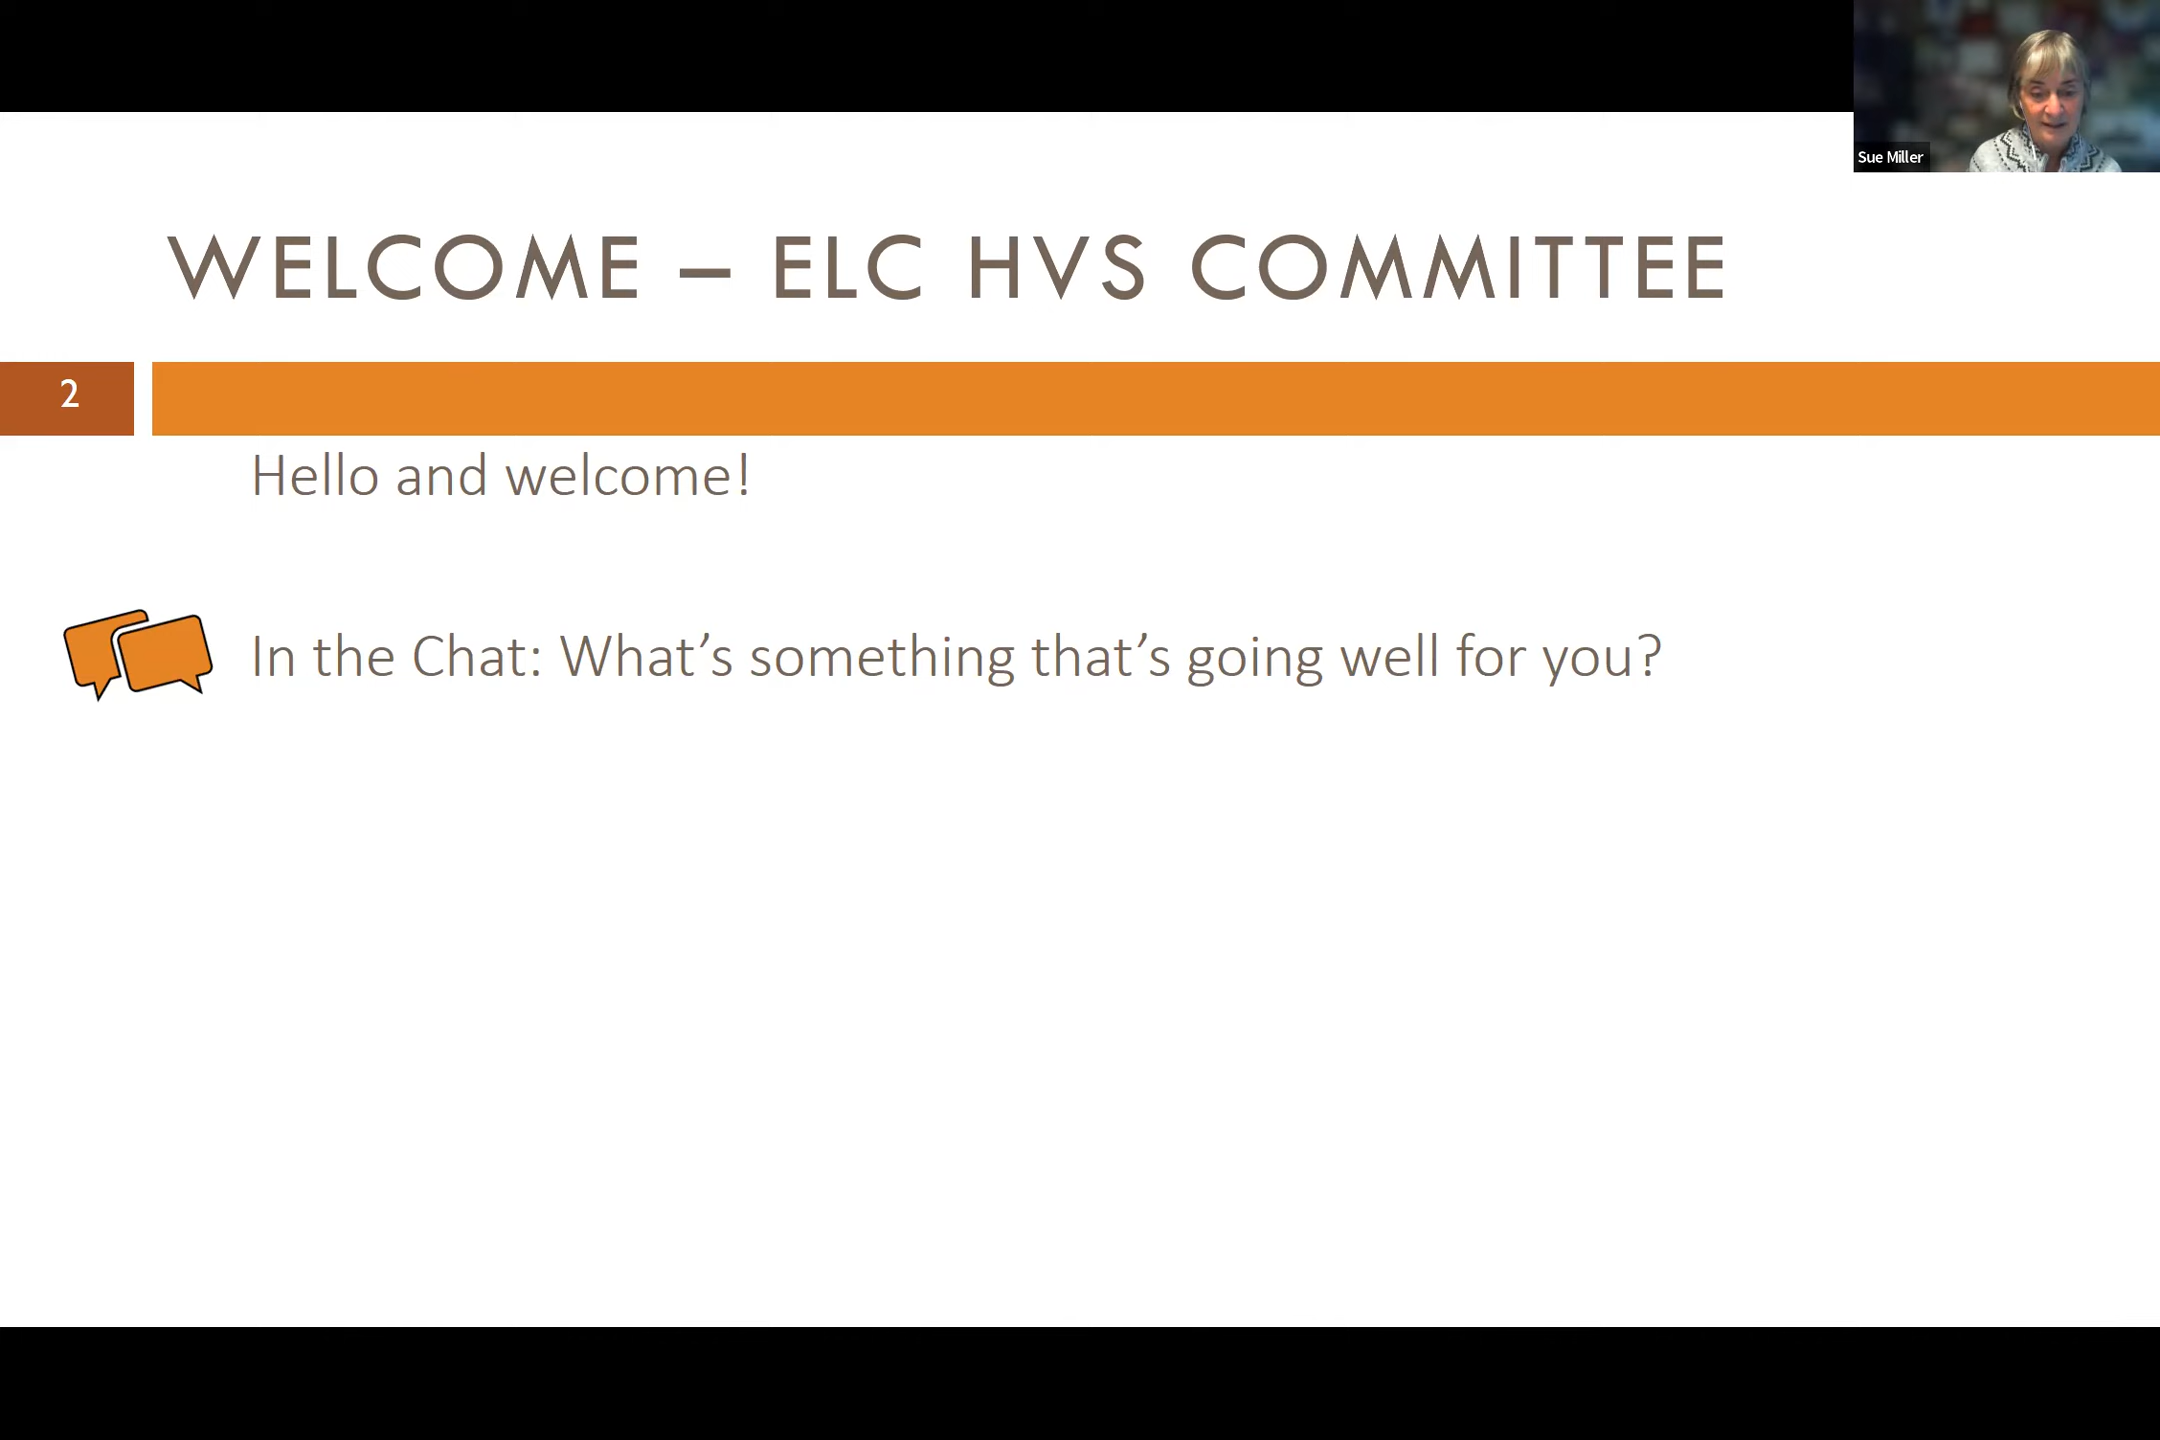 Sue Miller
WELCOME – ELC HVS COMMITTEE
2
Hello and welcome!
In the Chat: What’s something that’s going well for you?